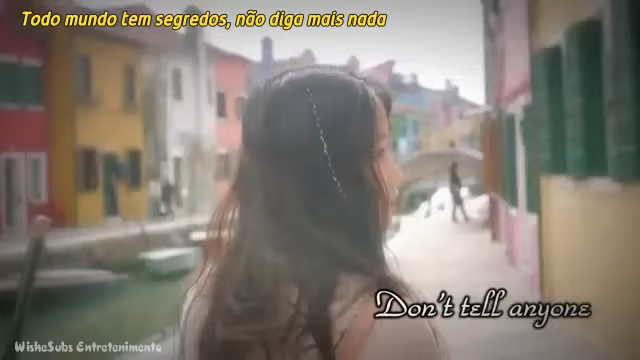 Todo mundo tem segredos, não diga mais nada
Don't tell anyone
WisheSubs Entretenimento